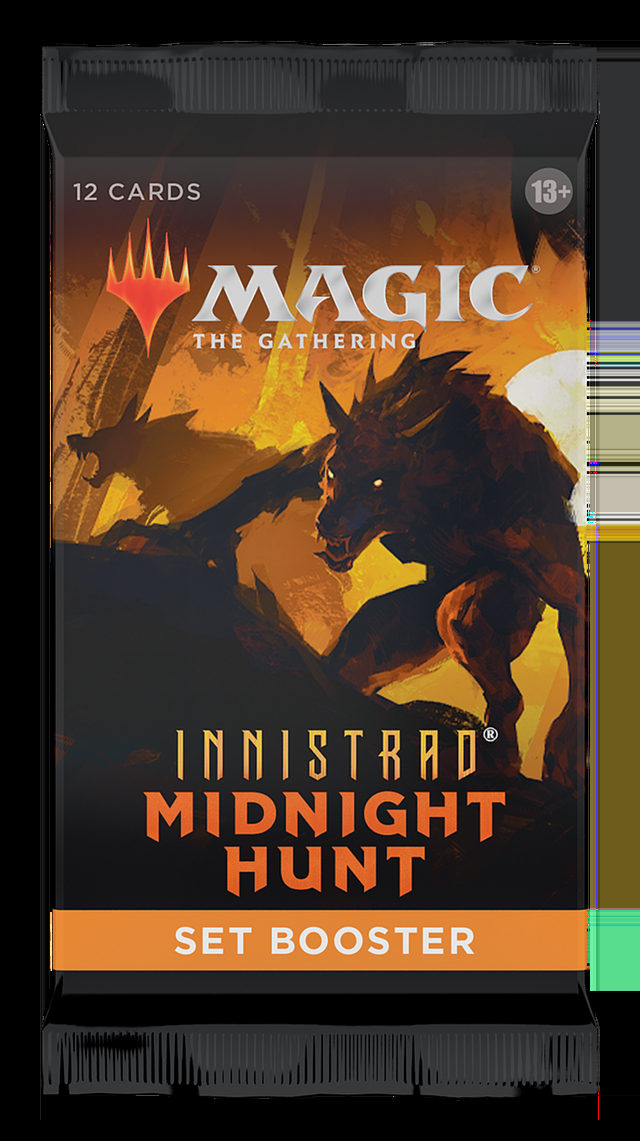 12 CARDS
13+
MAGIC®
THE GATHERING
INNISTRAD®
MIDNIGHT
HUNT
SET BOOSTER